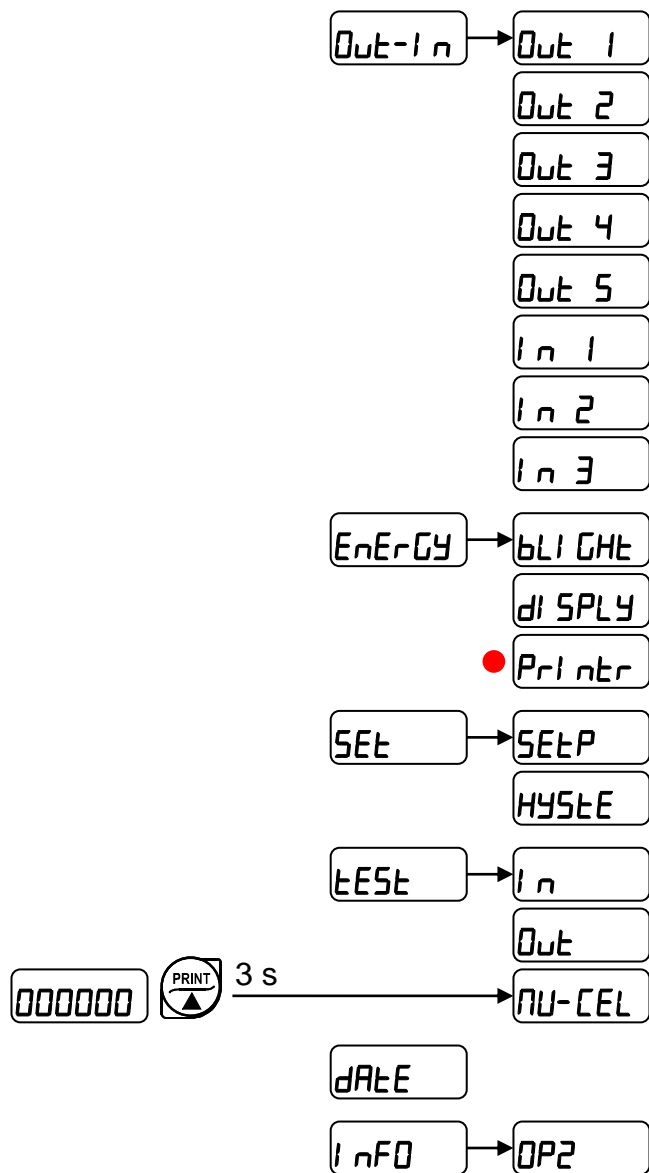 Out-In Out 1
Out 2
Out 3
Out 4
Out 5
In 1
In 2
In 3
EnErGY bLIGHt
dISPLY
PrIntr
SEt SEtP
HYStE
tESt In
Out
000000 PRINT 3 s MU-CEL
dAtE
InFO OP2